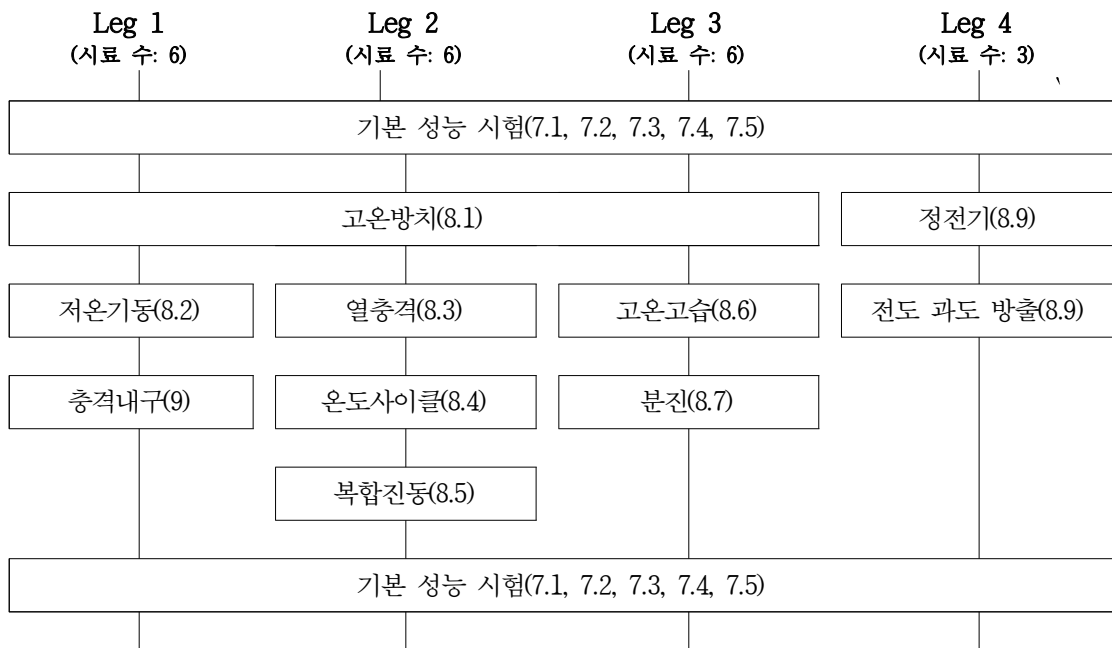 Leg 1 Leg 2 Leg 3 Leg 4
(시료 수: 6) (시료 수: 6) (시료 수: 6) (시료 수: 3)
기본 성능 시험(7.1, 7.2, 7.3, 7.4, 7.5)
고온방치(8.1) 정전기(8.9)
저온기동(8.2) 열충격(8.3) 고온고습(8.6) 전도 과도 방출(8.9)
충격내구(9) 온도사이클(8.4) 분진(8.7)
복합진동(8.5)
기본 성능 시험(7.1, 7.2, 7.3, 7.4, 7.5)